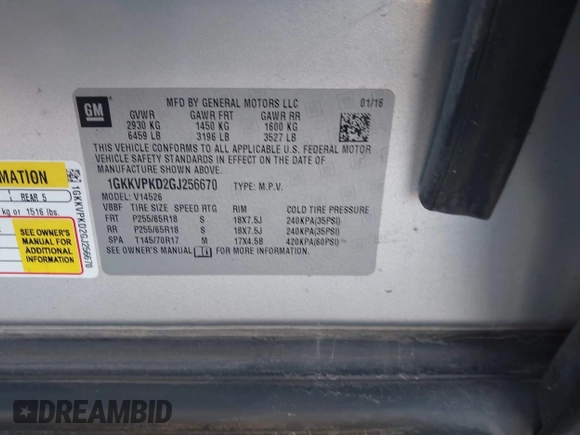 GM
MFD BY GENERAL MOTORS LLC 01/16
GVWR GAWR FRT GAWR RR
2930 KG 1450 KG 1600 KG
6459 LB 3196 LB 3527 LB
THIS VEHICLE CONFORMS TO ALL APPLICABLE U.S. FEDERAL MOTOR
VEHICLE SAFETY STANDARDS IN EFFECT ON THE DATE OF
MANUFACTURE SHOWN ABOVE.
1GKKVPKD2GJ256670 TYPE: M.P.V.
MODEL: V14526
VBBF TIRE SIZE SPEED RTG RIM
FRT P255/65R18 S 18X7.5J 240KPA(35PSI)
RR P255/65R18 S 18X7.5J 240KPA(35PSI)
SPA T145/70R17 M 17X4.5B 420KPA(60PSI)
SEE OWNER'S MANUAL FOR MORE INFORMATION.
RMATION
REAR 5
kg or 1516 lbs.
SEE OWNER'S
MANUAL FOR
ADDITIONAL
INFORMATION
1GKKVPKD2GJ256670
DREAMBID